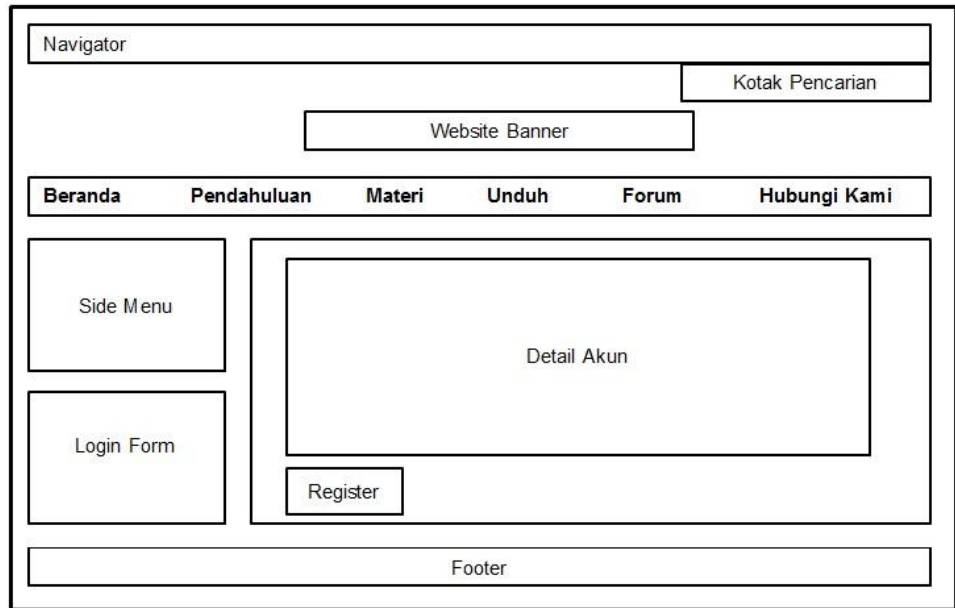 Navigator
Kotak Pencarian
Website Banner
Beranda Pendahuluan Materi Unduh Forum Hubungi Kami
Side Menu
Detail Akun
Login Form
Register
Footer